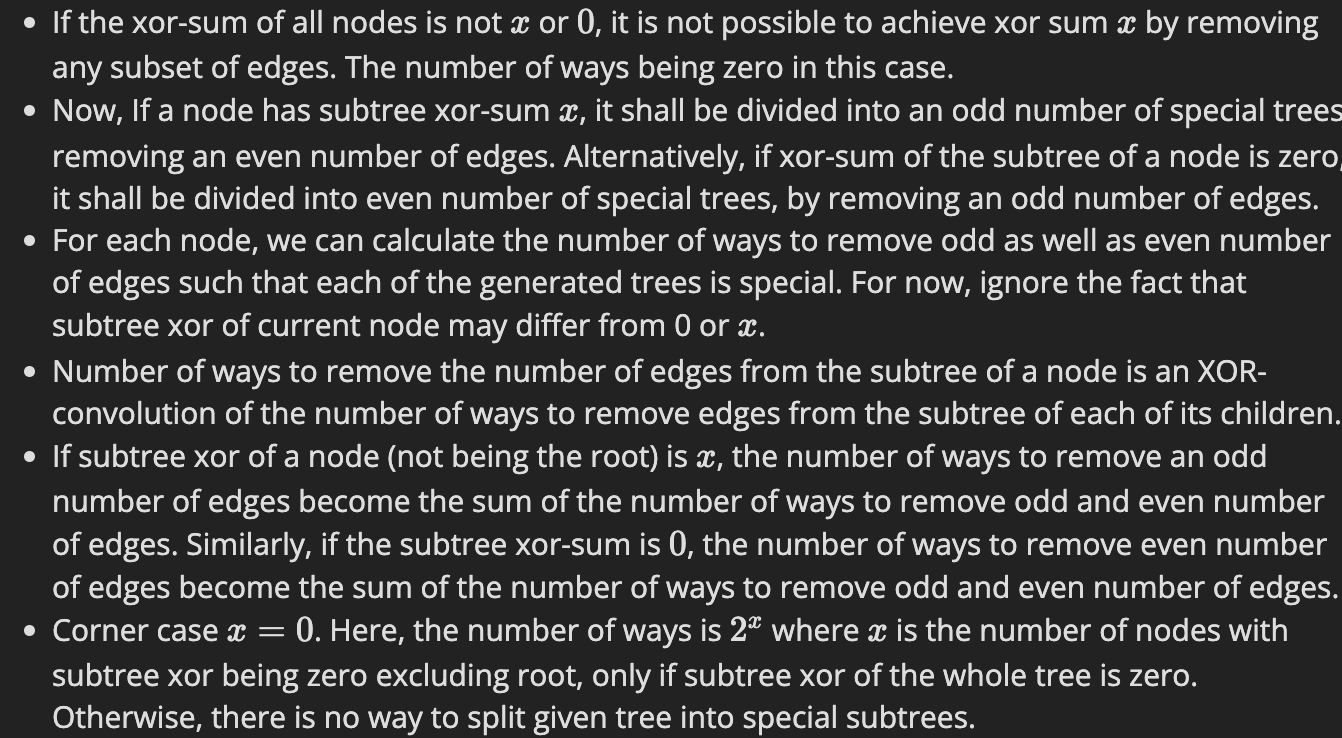 • If the xor-sum of all nodes is not x or 0, it is not possible to achieve xor sum x by removing
any subset of edges. The number of ways being zero in this case.
• Now, If a node has subtree xor-sum x, it shall be divided into an odd number of special trees
removing an even number of edges. Alternatively, if xor-sum of the subtree of a node is zero,
it shall be divided into even number of special trees, by removing an odd number of edges.
• For each node, we can calculate the number of ways to remove odd as well as even number
of edges such that each of the generated trees is special. For now, ignore the fact that
subtree xor of current node may differ from 0 or x.
• Number of ways to remove the number of edges from the subtree of a node is an XOR-
convolution of the number of ways to remove edges from the subtree of each of its children.
• If subtree xor of a node (not being the root) is x, the number of ways to remove an odd
number of edges become the sum of the number of ways to remove odd and even number
of edges. Similarly, if the subtree xor-sum is 0, the number of ways to remove even number
of edges become the sum of the number of ways to remove odd and even number of edges.
• Corner case x = 0. Here, the number of ways is 2^x where x is the number of nodes with
subtree xor being zero excluding root, only if subtree xor of the whole tree is zero.
Otherwise, there is no way to split given tree into special subtrees.